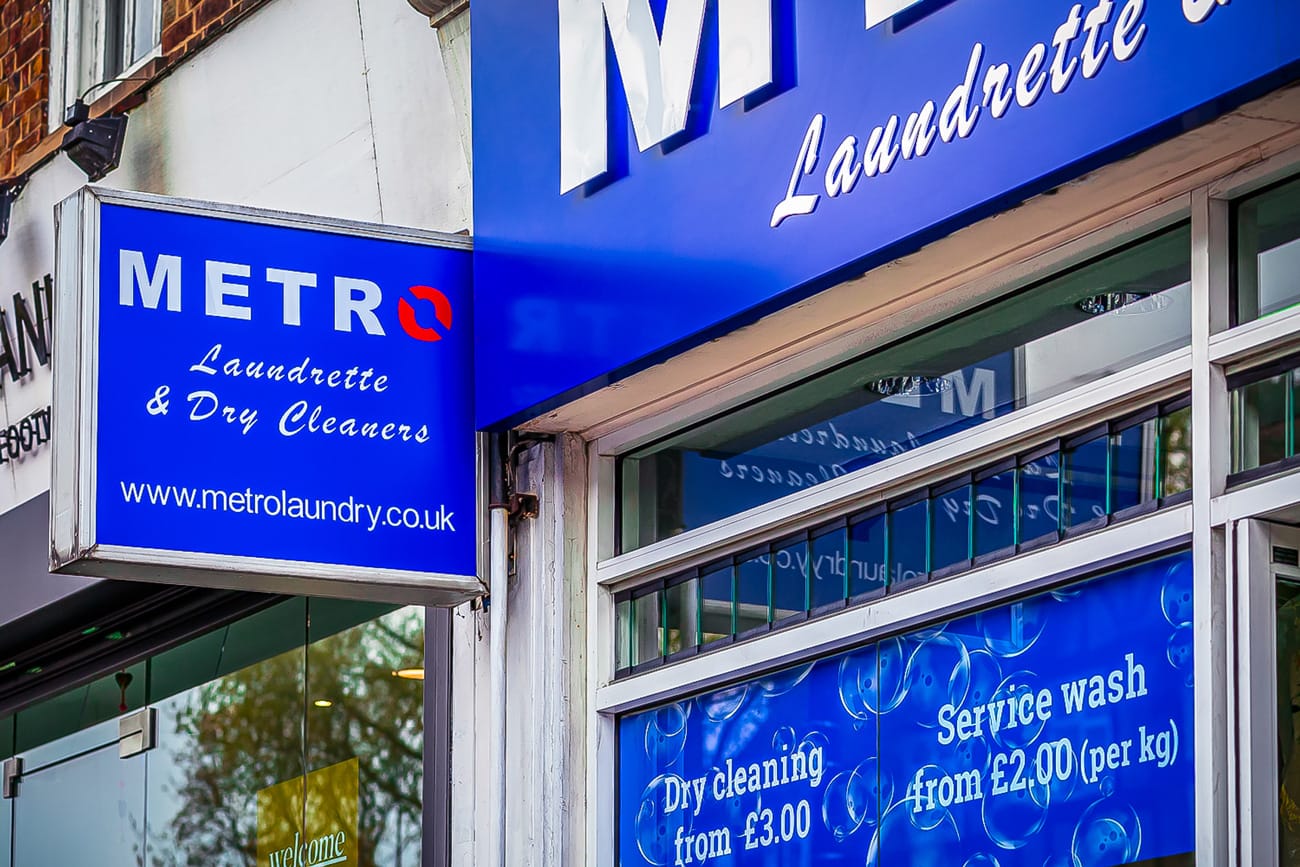 METRO
Laundrette
& Dry Cleaners
www.metrolaundry.co.uk
Laundrette &
Dry cleaning
from £3.00
Service wash
from £2.00 (per kg)
welcome